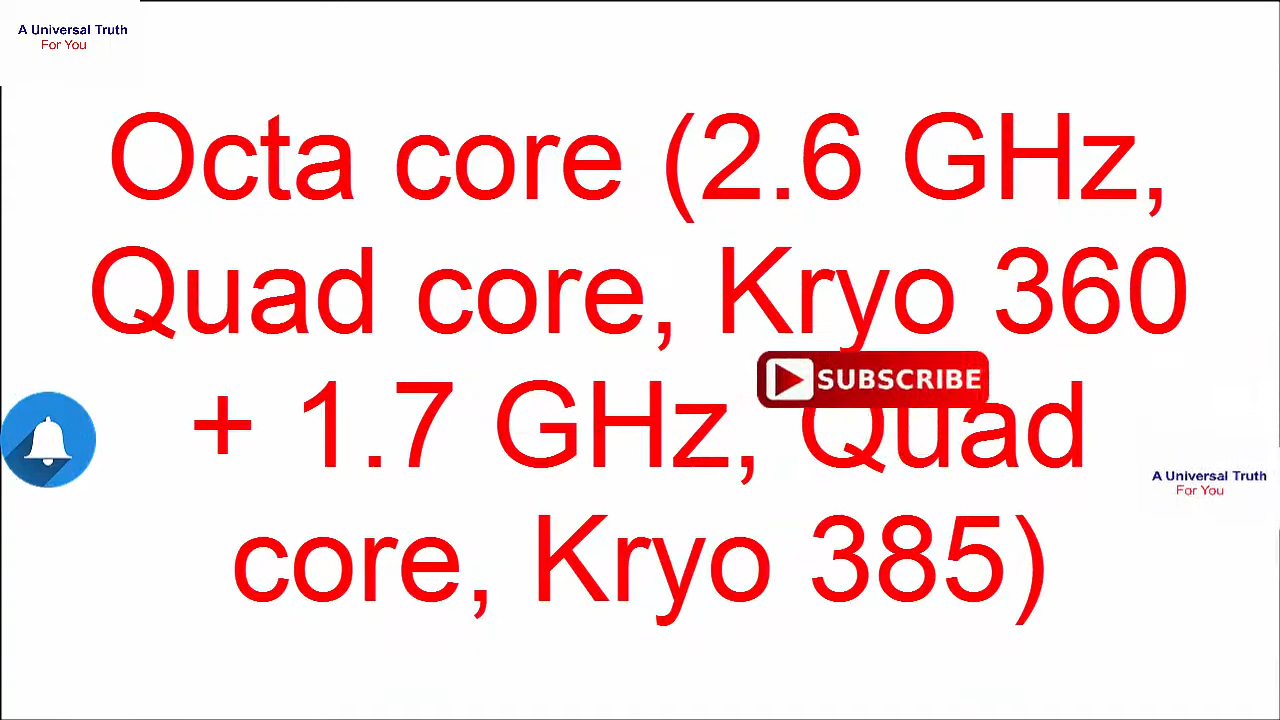 A Universal Truth
For You
Octa core (2.6 GHz,
Quad core, Kryo 360
SUBSCRIBE
+ 1.7 GHz, Quad
A Universal Truth
For You
core, Kryo 385)